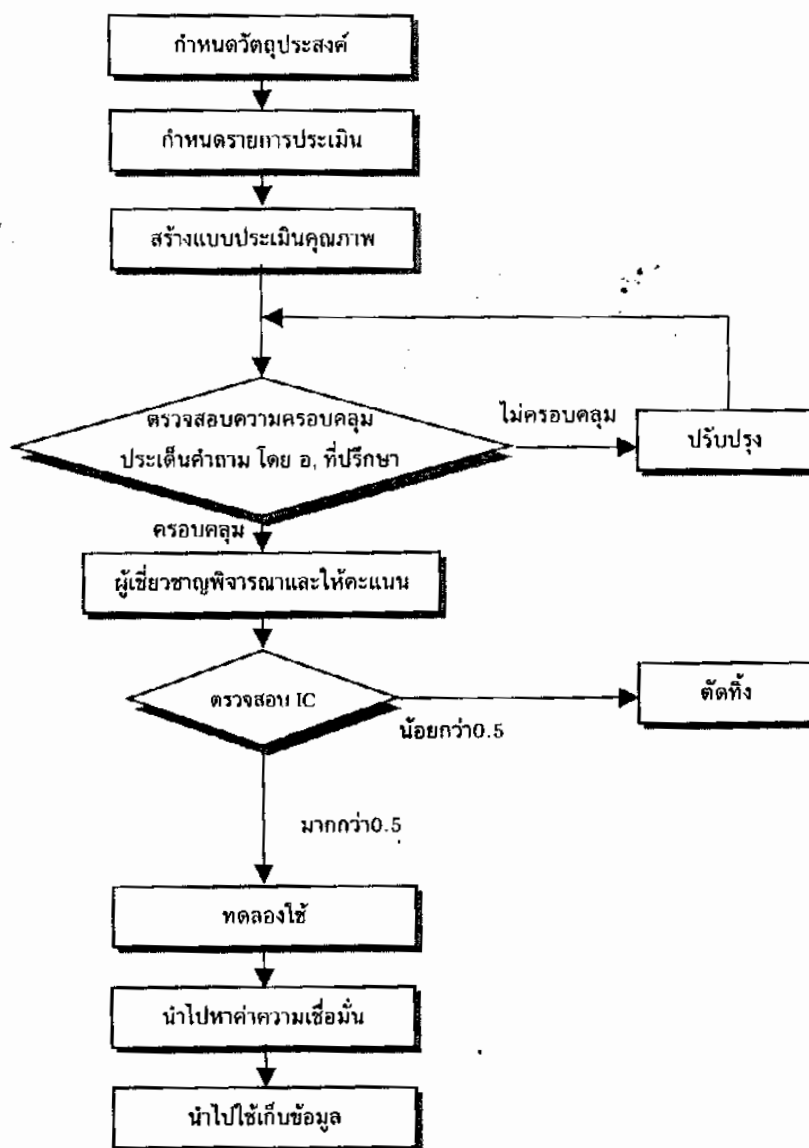 กำหนดวัตถุประสงค์
กำหนดรายการประเมิน
สร้างแบบประเมินคุณภาพ
ตรวจสอบความครอบคลุม
ประเด็นคำถาม โดย อ, ที่ปรึกษา
ไม่ครอบคลุม
ปรับปรุง
ครอบคลุม
ผู้เชี่ยวชาญพิจารณาและให้คะแนน
ตรวจสอบ IC
น้อยกว่า0.5
ตัดทิ้ง
มากกว่า0.5
ทดลองใช้
นำไปหาค่าความเชื่อมั่น
นำไปใช้เก็บข้อมูล